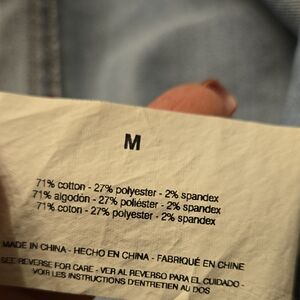 M
71% cotton - 27% polyester - 2% spandex
71% algodon - 27% poliéster - 2% spandex
71% coton - 27% polyester - 2% spandex
MADE IN CHINA - HECHO EN CHINA - FABRIQUÉ EN CHINE
SEE REVERSE FOR CARE - VER AL REVERSO PARA EL CUIDADO -
VOIR LES INSTRUCTIONS D'ENTRETIEN AU DOS